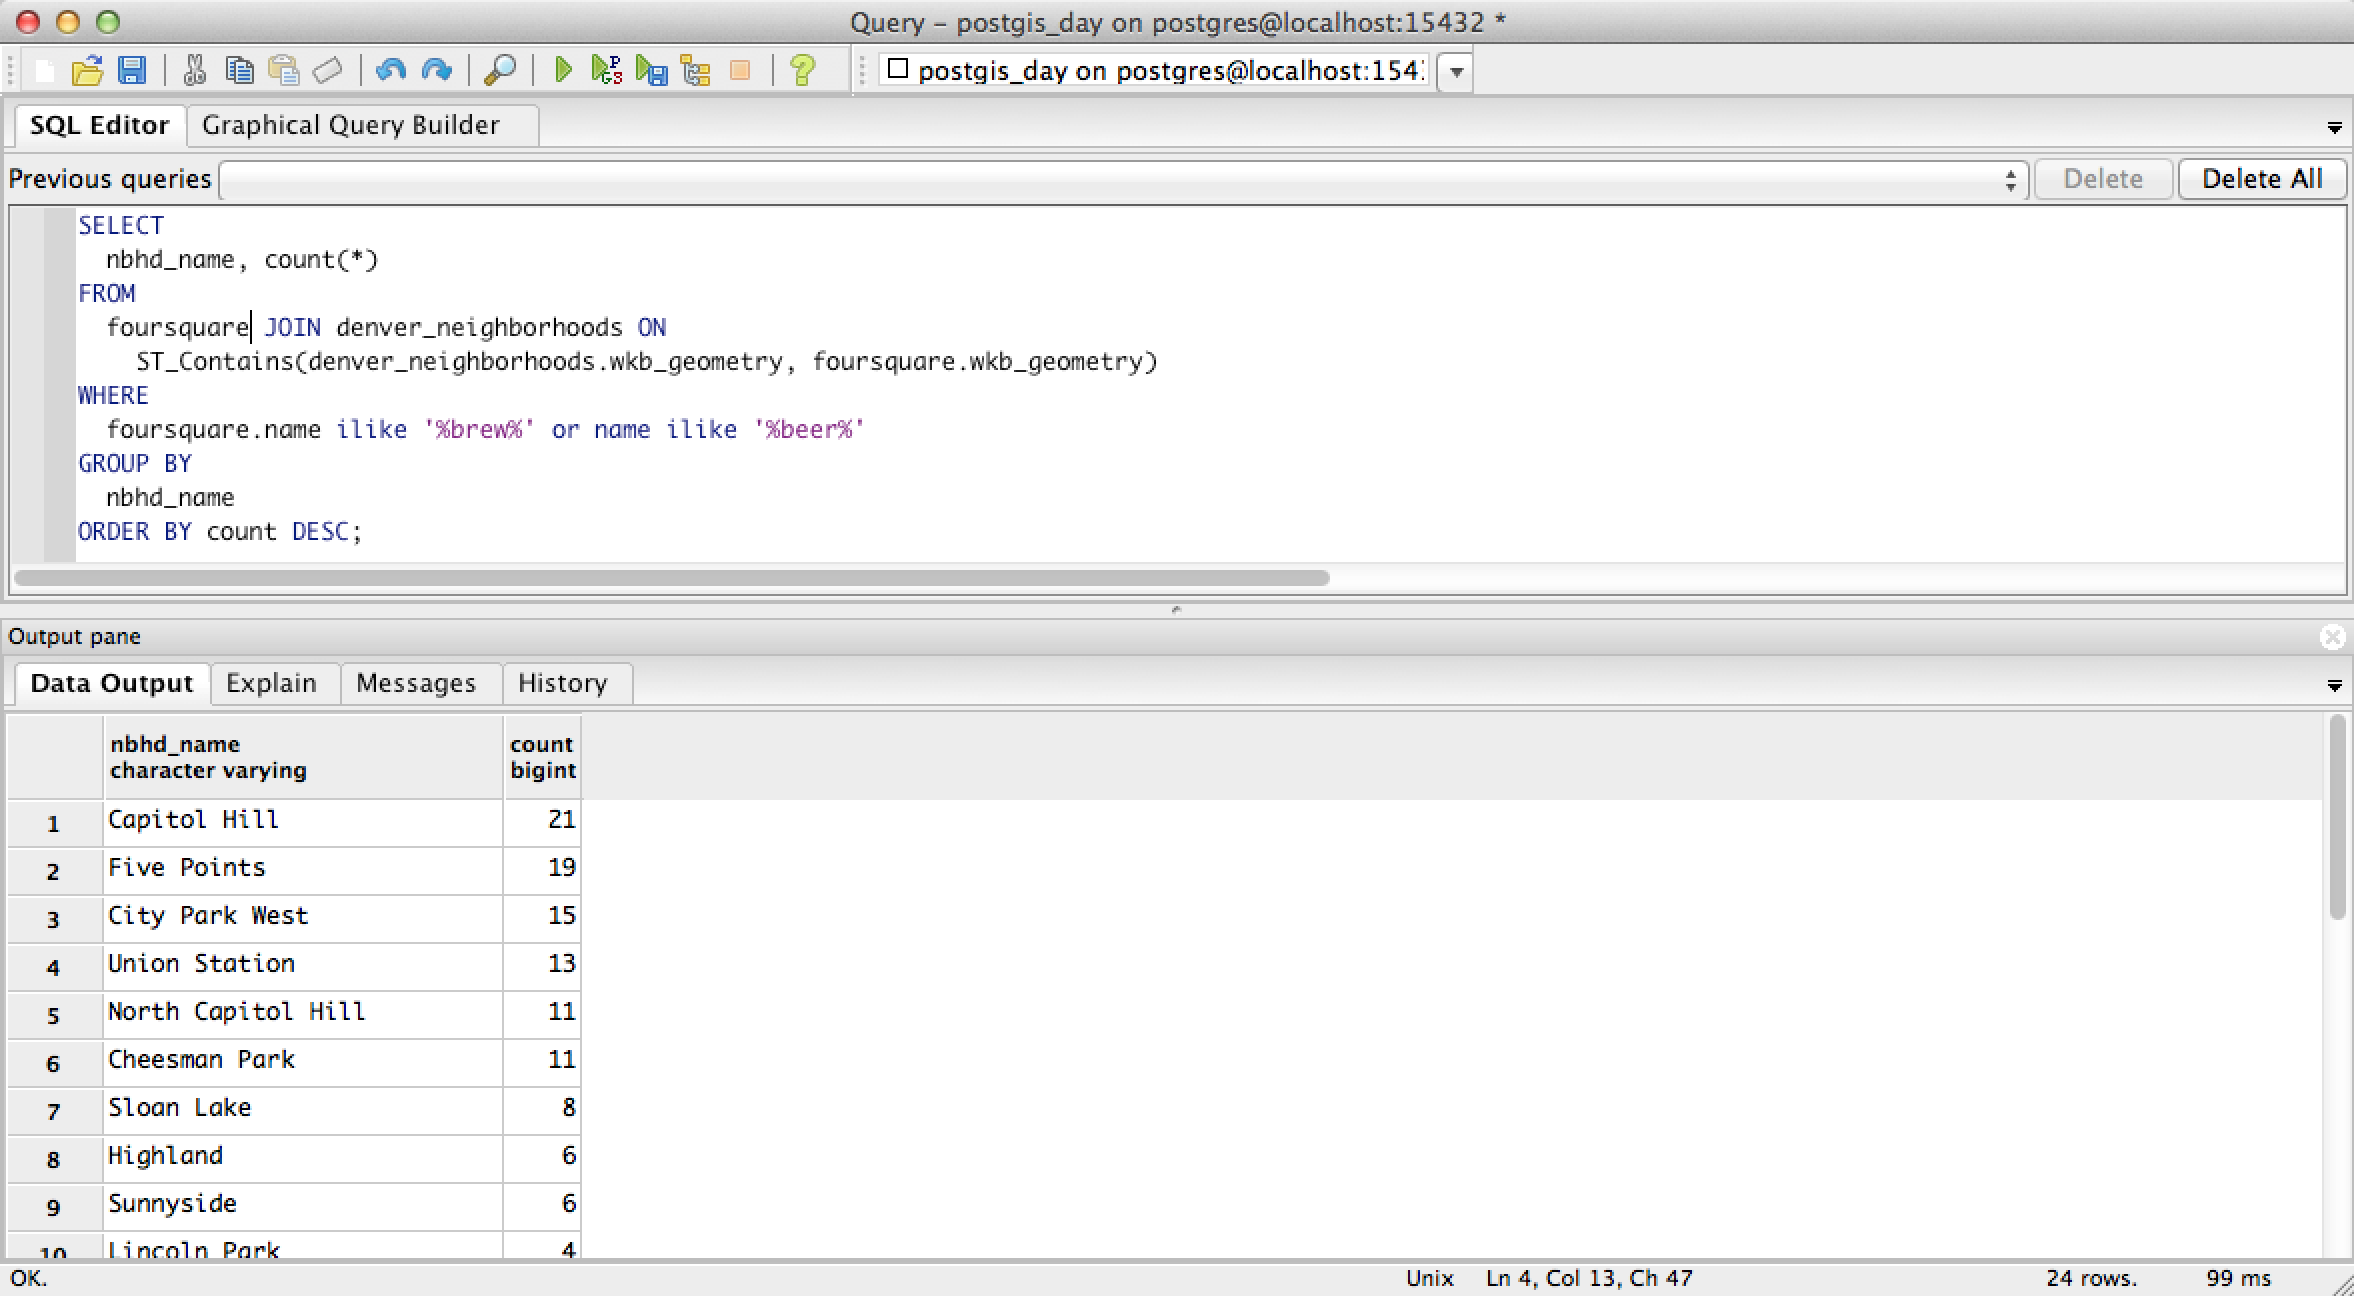 Query – postgis_day on postgres@localhost:15432 *
postgis_day on postgres@localhost:1543
SQL Editor
Graphical Query Builder
Previous queries
Delete
Delete All
SELECT
nbhd_name, count(*)
FROM
foursquare JOIN denver_neighborhoods ON
ST_Contains(denver_neighborhoods.wkb_geometry, foursquare.wkb_geometry)
WHERE
foursquare.name ilike '%brew%' or name ilike '%beer%'
GROUP BY
nbhd_name
ORDER BY count DESC;
Output pane
Data Output
Explain
Messages
History
nbhd_name count
character varying bigint
1 Capitol Hill 21
2 Five Points 19
3 City Park West 15
4 Union Station 13
5 North Capitol Hill 11
6 Cheesman Park 11
7 Sloan Lake 8
8 Highland 6
9 Sunnyside 6
10 Lincoln Park 4
OK. Unix Ln 4, Col 13, Ch 47 24 rows. 99 ms